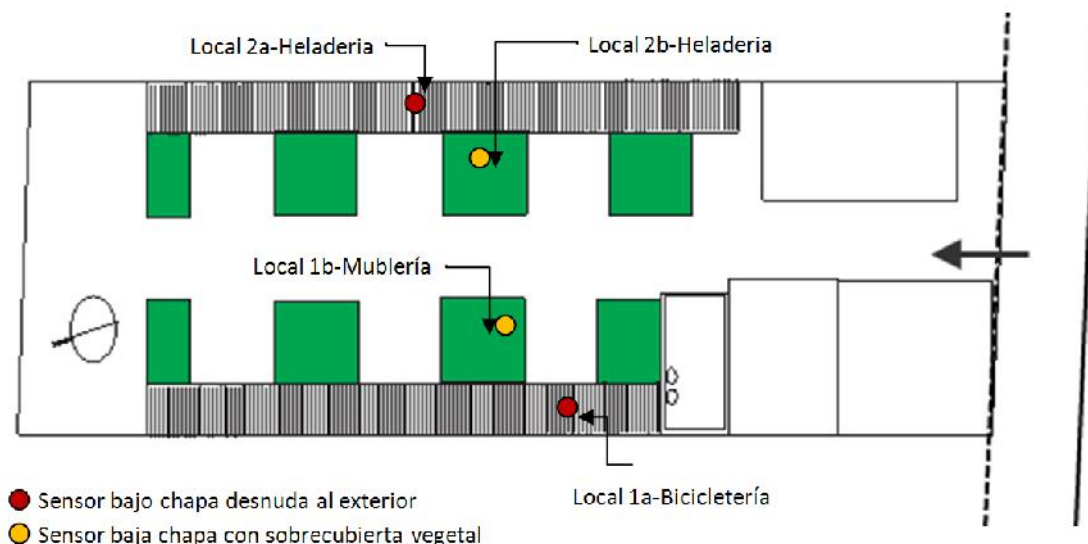 Local 2a-Heladeria
Local 2b-Heladeria
Local 1b-Mublería
Sensor bajo chapa desnuda al exterior
Local 1a-Bicicletería
Sensor baja chapa con sobrecubierta vegetal